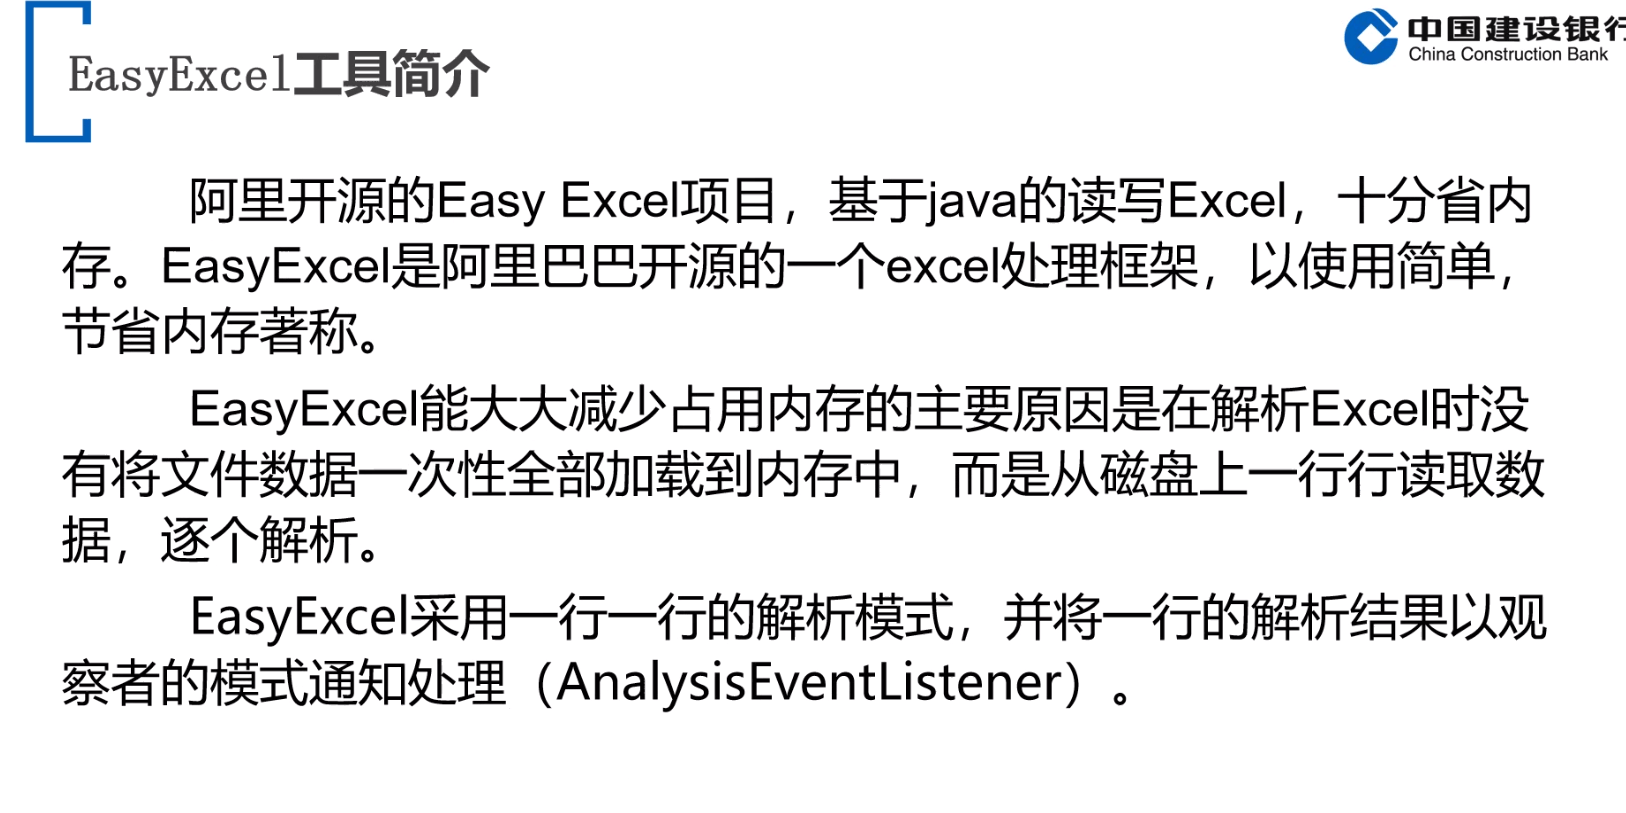 中国建设银行
China Construction Bank
EasyExcel工具简介
阿里开源的Easy Excel项目，基于java的读写Excel，十分省内
存。EasyExcel是阿里巴巴开源的一个excel处理框架，以使用简单，
节省内存著称。
EasyExcel能大大减少占用内存的主要原因是在解析Excel时没
有将文件数据一次性全部加载到内存中，而是从磁盘上一行行读取数
据，逐个解析。
EasyExcel采用一行一行的解析模式，并将一行的解析结果以观
察者的模式通知处理（AnalysisEventListener）。